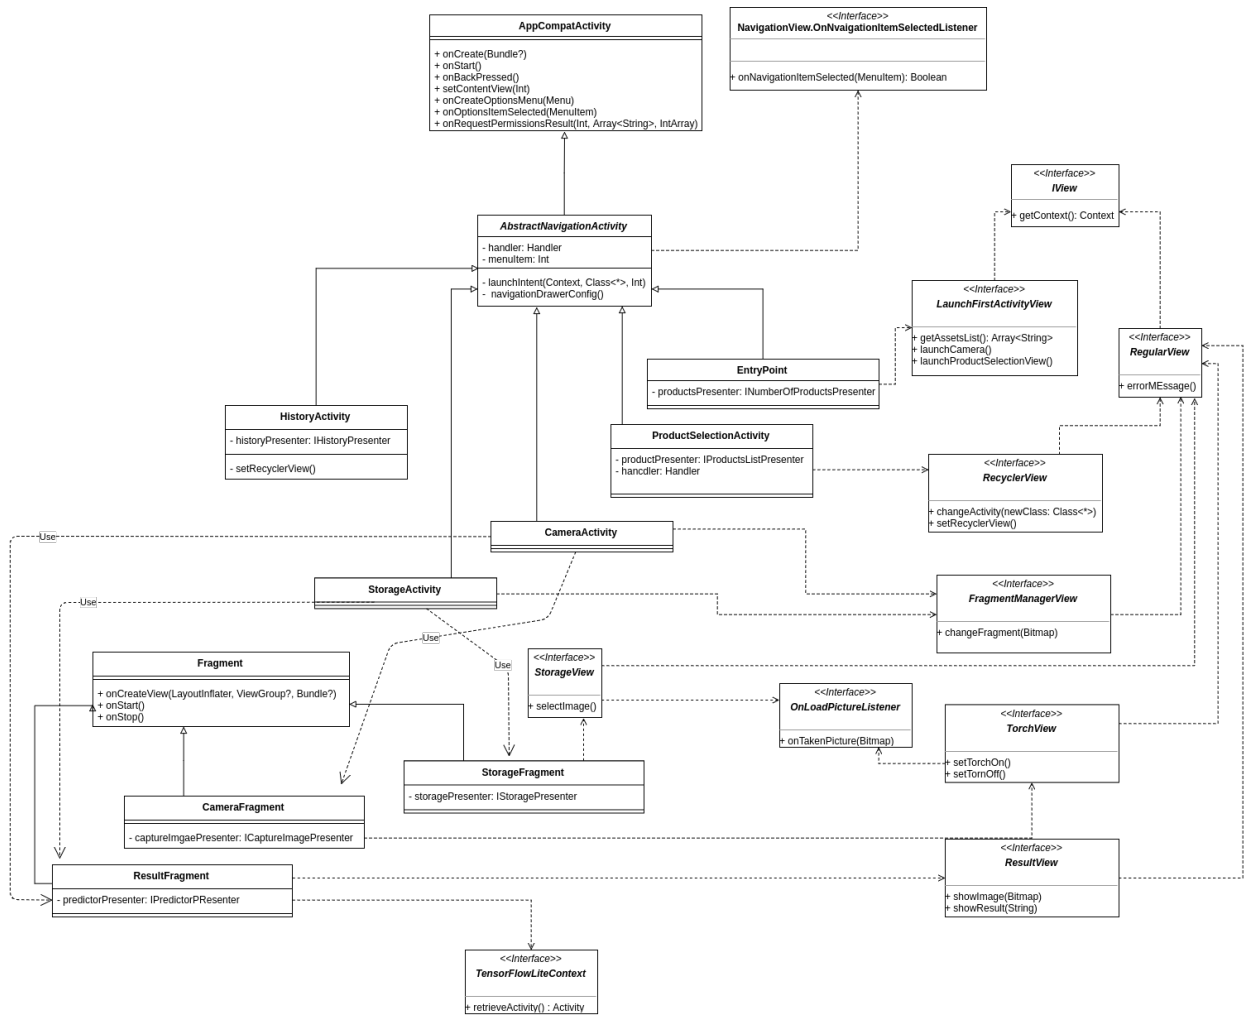 AppCompatActivity
+ onCreate(Bundle?)
+ onStart()
+ onBackPressed()
+ setContentView(Int)
+ onCreateOptionsMenu(Menu)
+ onOptionsItemSelected(MenuItem)
+ onRequestPermissionsResult(Int, Array<String>, IntArray)
<<Interface>>
NavigationView.OnNvaigationItemSelectedListener
+ onNavigationItemSelected(MenuItem): Boolean
<<Interface>>
IView
+ getContext(): Context
AbstractNavigationActivity
- handler: Handler
- menuItem: Int
- launchIntent(Context, Class<*>, Int)
- navigationDrawerConfig()
<<Interface>>
LaunchFirstActivityView
+ getAssetsList(): Array<String>
+ launchCamera()
+ launchProductSelectionView()
<<Interface>>
RegularView
+ errorMEssage()
EntryPoint
- productsPresenter: INumberOfProductsPresenter
HistoryActivity
- historyPresenter: IHistoryPresenter
- setRecyclerView()
ProductSelectionActivity
- productPresenter: IProductsListPresenter
- hancdler: Handler
<<Interface>>
RecyclerView
+ changeActivity(newClass: Class<*>)
+ setRecyclerView()
CameraActivity
Use
StorageActivity
Use
<<Interface>>
FragmentManagerView
+ changeFragment(Bitmap)
Use
Use
Fragment
+ onCreateView(LayoutInflater, ViewGroup?, Bundle?)
+ onStart()
+ onStop()
<<Interface>>
StorageView
+ selectImage()
<<Interface>>
OnLoadPictureListener
+ onTakenPicture(Bitmap)
<<Interface>>
TorchView
+ setTorchOn()
+ setTornOff()
StorageFragment
- storagePresenter: IStoragePresenter
CameraFragment
- captureImgaePresenter: ICaptureImagePresenter
<<Interface>>
ResultView
+ showImage(Bitmap)
+ showResult(String)
ResultFragment
- predictorPresenter: IPredictorPResenter
<<Interface>>
TensorFlowLiteContext
+ retrieveActivity() : Activity